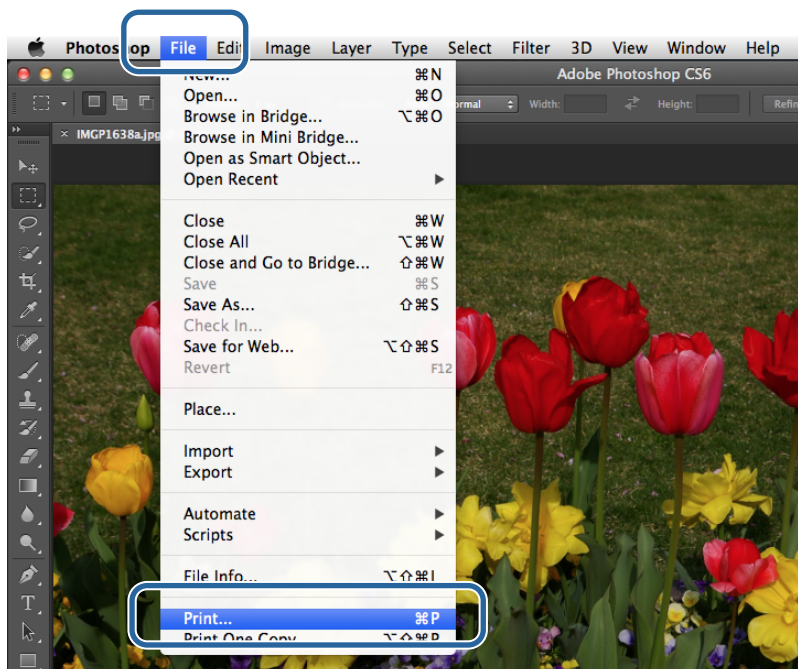 Photoshop File Edit Image Layer Type Select Filter 3D View Window Help
Adobe Photoshop CS6
Width: Height:
× IMGP1638a.jpg
New... ⌘N
Open... ⌘O
Browse in Bridge... ⌥⌘O
Browse in Mini Bridge...
Open as Smart Object...
Open Recent ▶
Close ⌘W
Close All ⌥⌘W
Close and Go to Bridge... ⇧⌘W
Save ⌘S
Save As... ⇧⌘S
Check In...
Save for Web... ⌥⇧⌘S
Revert F12
Place...
Import ▶
Export ▶
Automate ▶
Scripts ▶
File Info... ⌥⇧⌘I
Print... ⌘P
Print One Copy ⌥⇧⌘P
T